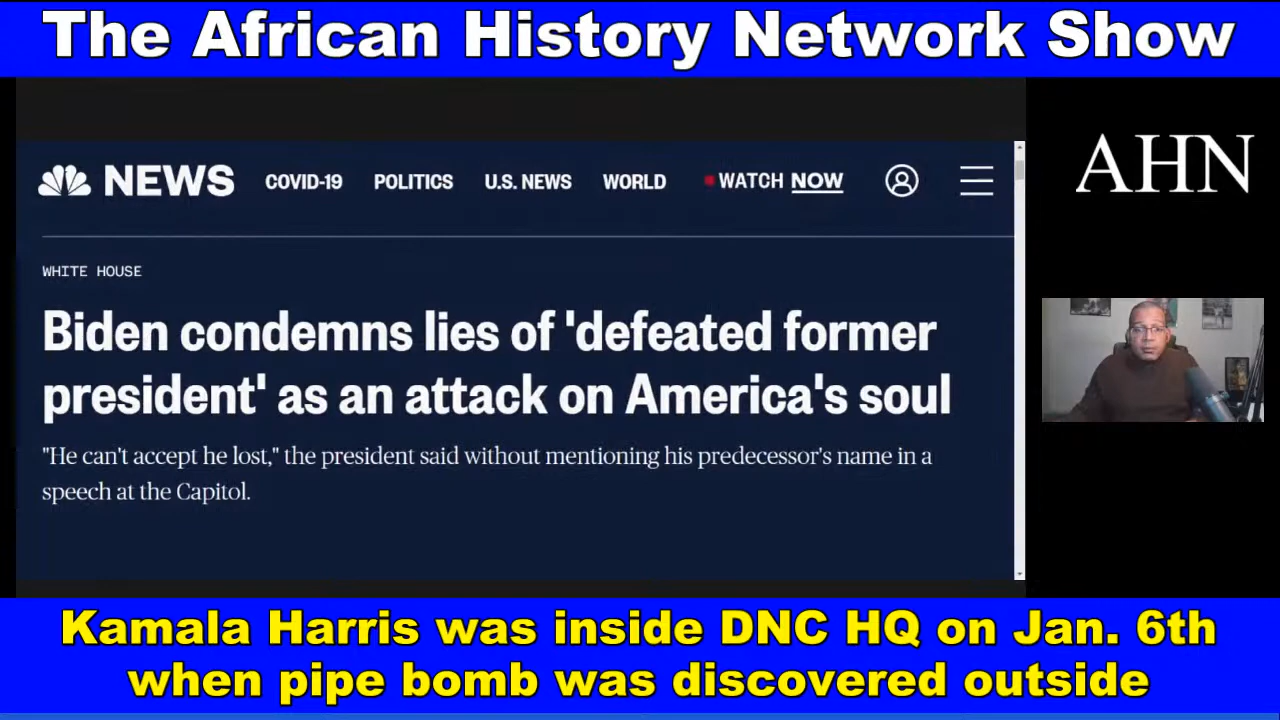 The African History Network Show
AHN
NEWS COVID-19 POLITICS U.S. NEWS WORLD WATCH NOW
WHITE HOUSE
Biden condemns lies of 'defeated former
president' as an attack on America's soul
"He can't accept he lost," the president said without mentioning his predecessor's name in a
speech at the Capitol.
Kamala Harris was inside DNC HQ on Jan. 6th
when pipe bomb was discovered outside